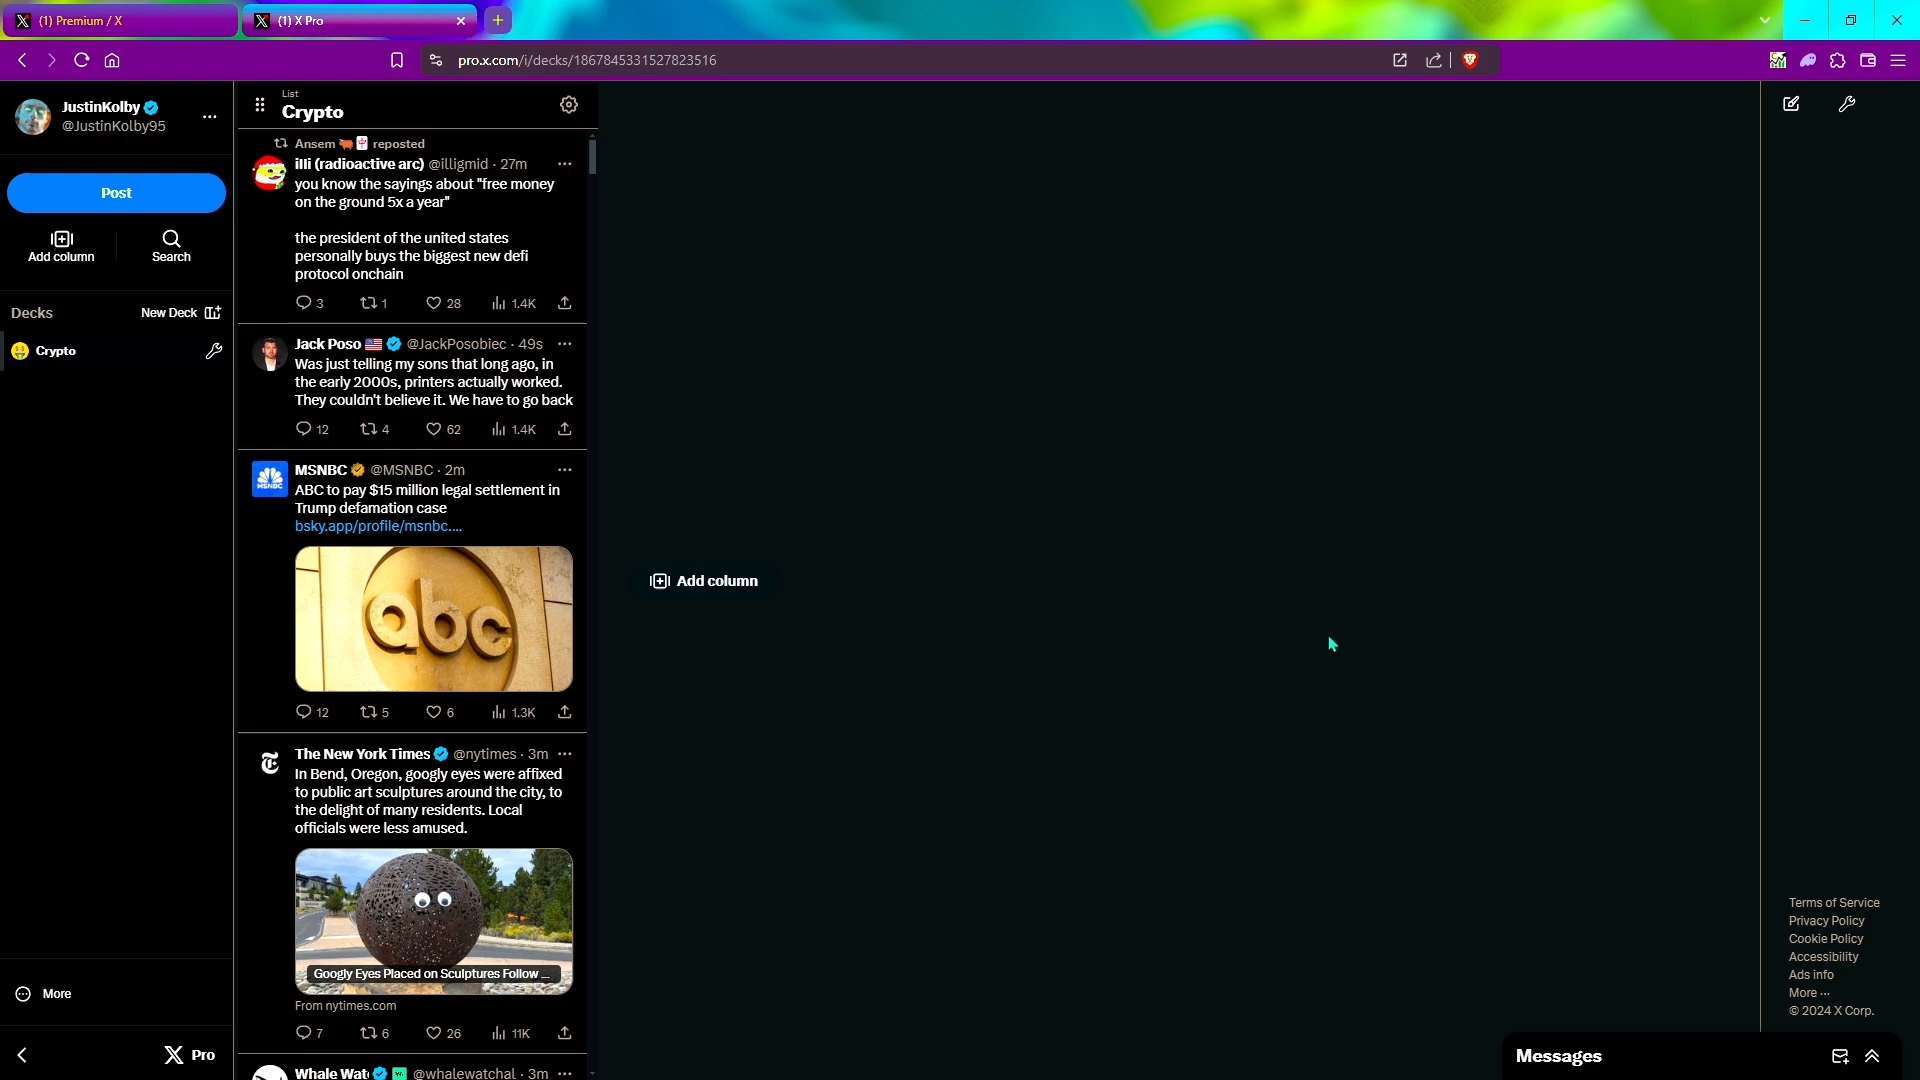 (1) Premium / X
(1) X Pro
pro.x.com/i/decks/1867845331527823516
JustinKolby
@JustinKolby95
Post
Add column
Search
Decks
New Deck
Crypto
More
Pro
List
Crypto
Ansem reposted
illi (radioactive arc) @illigmid · 27m
you know the sayings about "free money
on the ground 5x a year"
the president of the united states
personally buys the biggest new defi
protocol onchain
3 1 28 1.4K
Jack Poso @JackPosobiec · 49s
Was just telling my sons that long ago, in
the early 2000s, printers actually worked.
They couldn't believe it. We have to go back
12 4 62 1.4K
MSNBC @MSNBC · 2m
ABC to pay $15 million legal settlement in
Trump defamation case
bsky.app/profile/msnbc....
MSNBC
abc
12 5 6 1.3K
The New York Times @nytimes · 3m
In Bend, Oregon, googly eyes were affixed
to public art sculptures around the city, to
the delight of many residents. Local
officials were less amused.
Googly Eyes Placed on Sculptures Follow ...
From nytimes.com
7 6 26 11K
Whale Wat @whalewatchal · 3m
Add column
Terms of Service
Privacy Policy
Cookie Policy
Accessibility
Ads info
More ···
© 2024 X Corp.
Messages